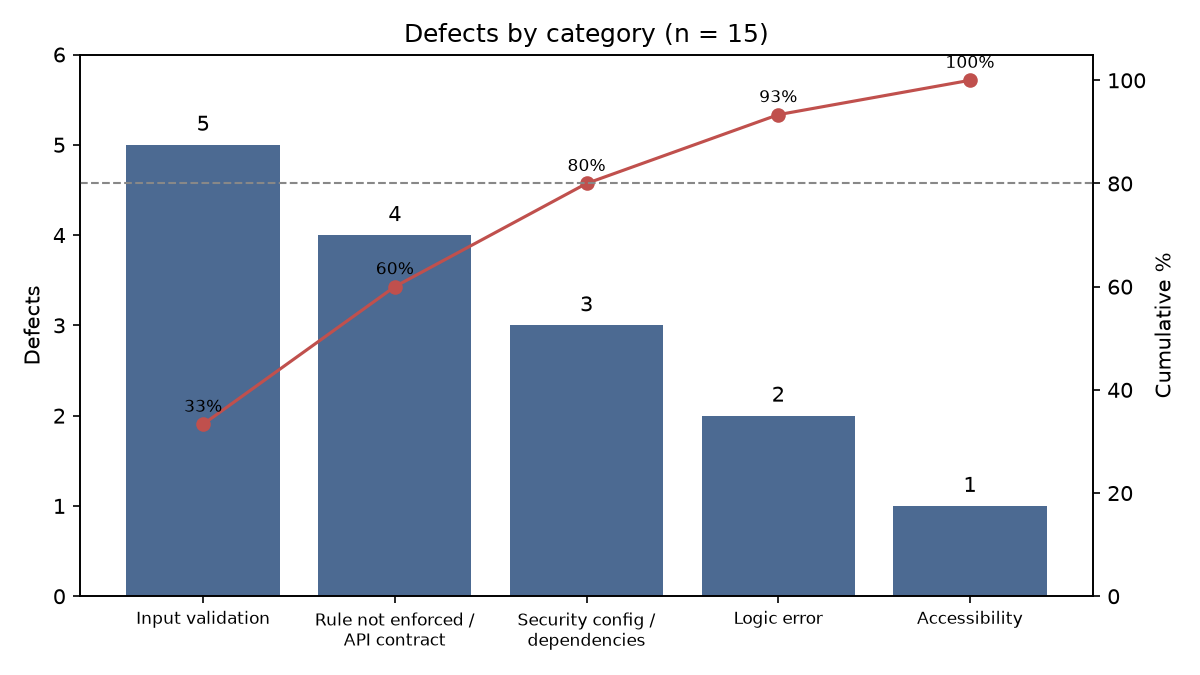 Defects by category (n = 15)
6
5
4
3
2
1
0
Defects
5
4
3
2
1
33%
60%
80%
93%
100%
100
80
60
40
20
0
Cumulative %
Input validation
Rule not enforced /
API contract
Security config /
dependencies
Logic error
Accessibility